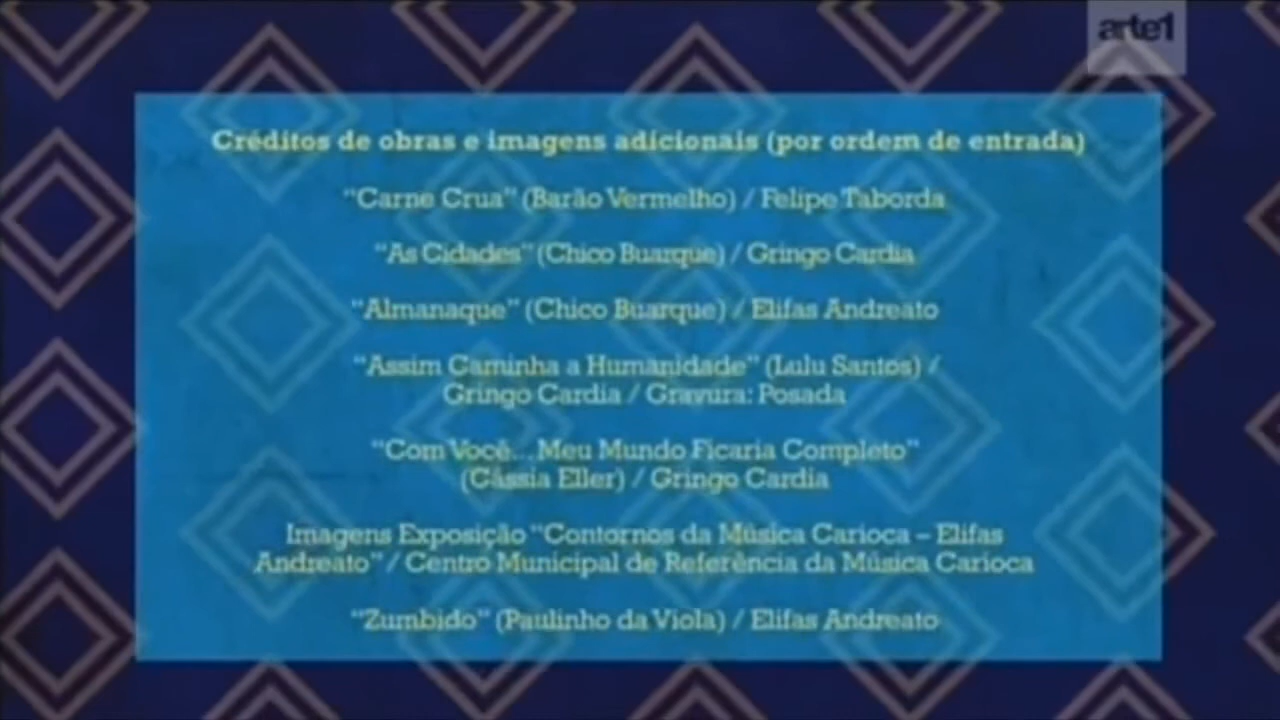 arte1
Créditos de obras e imagens adicionais (por ordem de entrada)
“Carne Crua” (Barão Vermelho) / Felipe Taborda
“As Cidades” (Chico Buarque) / Gringo Cardia
“Almanaque” (Chico Buarque) / Elifas Andreato
“Assim Caminha a Humanidade” (Lulu Santos) /
Gringo Cardia / Gravura: Posada
“Com Você... Meu Mundo Ficaria Completo”
(Cássia Eller) / Gringo Cardia
Imagens Exposição “Contornos da Música Carioca – Elifas
Andreato” / Centro Municipal de Referência da Música Carioca
“Zumbido” (Paulinho da Viola) / Elifas Andreato